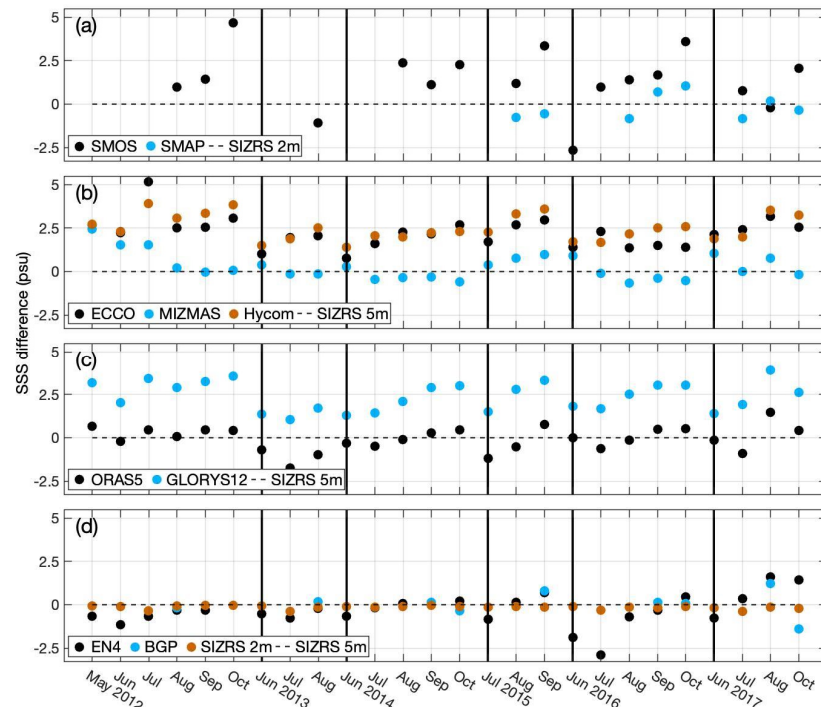 (a)
5
2.5
0
-2.5
SMOS SMAP - - SIZRS 2m
(b)
5
2.5
0
-2.5
ECCO MIZMAS Hycom - - SIZRS 5m
SSS difference (psu)
(c)
5
2.5
0
-2.5
ORAS5 GLORYS12 - - SIZRS 5m
(d)
5
2.5
0
-2.5
EN4 BGP SIZRS 2m - - SIZRS 5m
May 2012 Jun Jul Aug Sep Oct Jun 2013 Jul Aug Jun 2014 Jul Aug Sep Oct Jul 2015 Aug Sep Jun 2016 Jul Aug Sep Oct Jun 2017 Jul Aug Oct